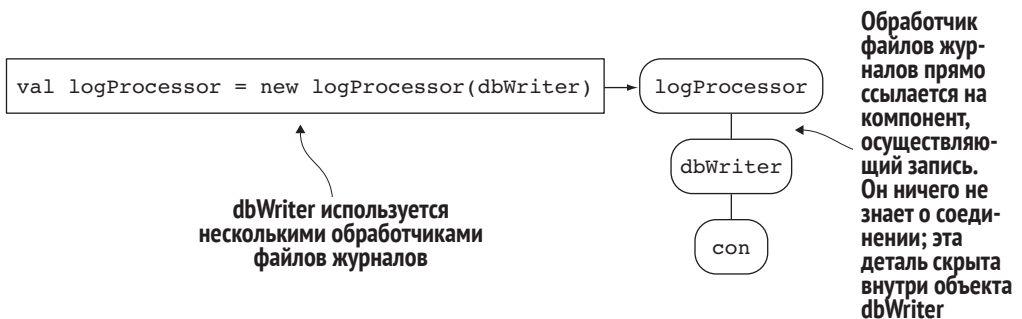 val logProcessor = new logProcessor(dbWriter)
logProcessor
dbWriter
con
dbWriter используется
несколькими обработчиками
файлов журналов
Обработчик
файлов жур-
налов прямо
ссылается на
компонент,
осуществляю-
щий запись.
Он ничего не
знает о соеди-
нении; эта
деталь скрыта
внутри объекта
dbWriter